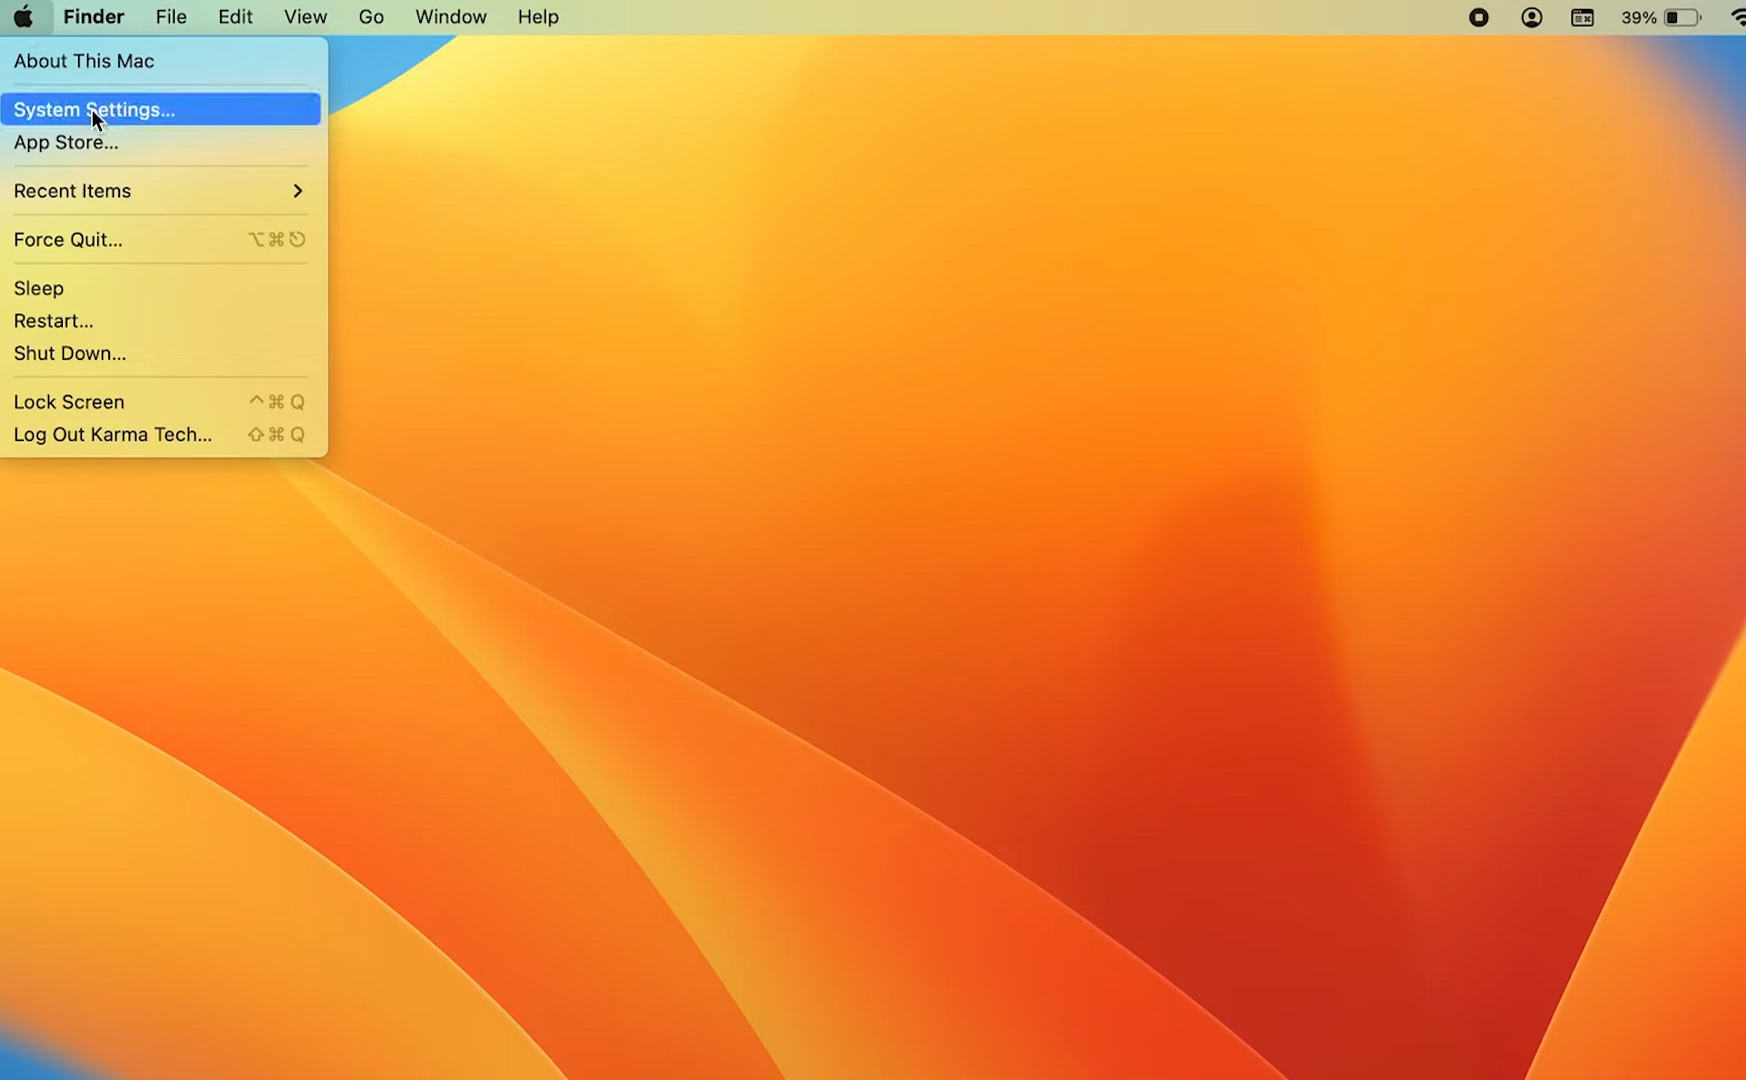 Finder File Edit View Go Window Help 39%
About This Mac
System Settings...
App Store...
Recent Items
Force Quit... ⌥⌘⎋
Sleep
Restart...
Shut Down...
Lock Screen ^⌘Q
Log Out Karma Tech... ⇧⌘Q